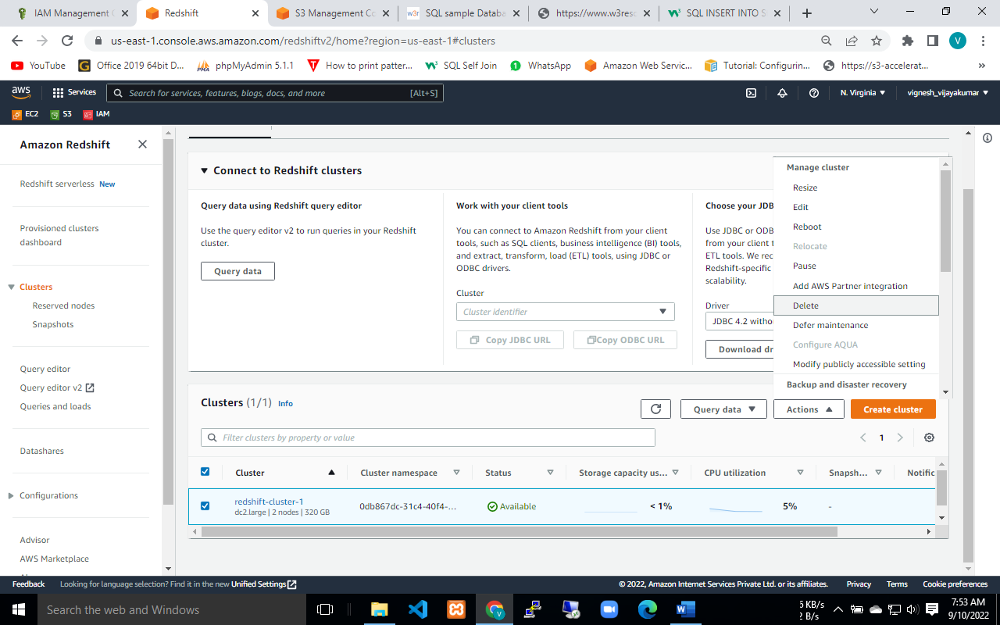 IAM Management C
Redshift
S3 Management Co
w3r
SQL sample Databa
https://www.w3resc
SQL INSERT INTO S
us-east-1.console.aws.amazon.com/redshiftv2/home?region=us-east-1#clusters
V
YouTube
Office 2019 64bit D...
phpMyAdmin 5.1.1
How to print patter...
SQL Self Join
WhatsApp
Amazon Web Servic...
Tutorial: Configurin...
https://s3-accelerat...
aws
Services
Search for services, features, blogs, docs, and more
[Alt+S]
N. Virginia
vignesh_vijayakumar
EC2
S3
IAM
Amazon Redshift
Redshift serverless New
Provisioned clusters
dashboard
Clusters
Reserved nodes
Snapshots
Query editor
Query editor v2
Queries and loads
Datashares
Configurations
Advisor
AWS Marketplace
Connect to Redshift clusters
Query data using Redshift query editor
Use the query editor v2 to run queries in your Redshift
cluster.
Query data
Work with your client tools
You can connect to Amazon Redshift from your client
tools, such as SQL clients, business intelligence (BI) tools,
and extract, transform, load (ETL) tools, using JDBC or
ODBC drivers.
Cluster
Cluster identifier
Copy JDBC URL
Copy ODBC URL
Choose your JDB
Use JDBC or ODB
from your client t
ETL tools. We rec
Redshift-specific
scalability.
Driver
JDBC 4.2 witho
Download dr
Manage cluster
Resize
Edit
Reboot
Relocate
Pause
Add AWS Partner integration
Delete
Defer maintenance
Configure AQUA
Modify publicly accessible setting
Backup and disaster recovery
Clusters (1/1) Info
Query data
Actions
Create cluster
Filter clusters by property or value
1
Cluster
Cluster namespace
Status
Storage capacity us...
CPU utilization
Snapsh...
Notific
redshift-cluster-1
dc2.large | 2 nodes | 320 GB
0db867dc-31c4-40f4-...
Available
< 1%
5%
-
Feedback
Looking for language selection? Find it in the new Unified Settings
© 2022, Amazon Internet Services Private Ltd. or its affiliates.
Privacy
Terms
Cookie preferences
Search the web and Windows
KB/s
2 B/s
7:53 AM
9/10/2022